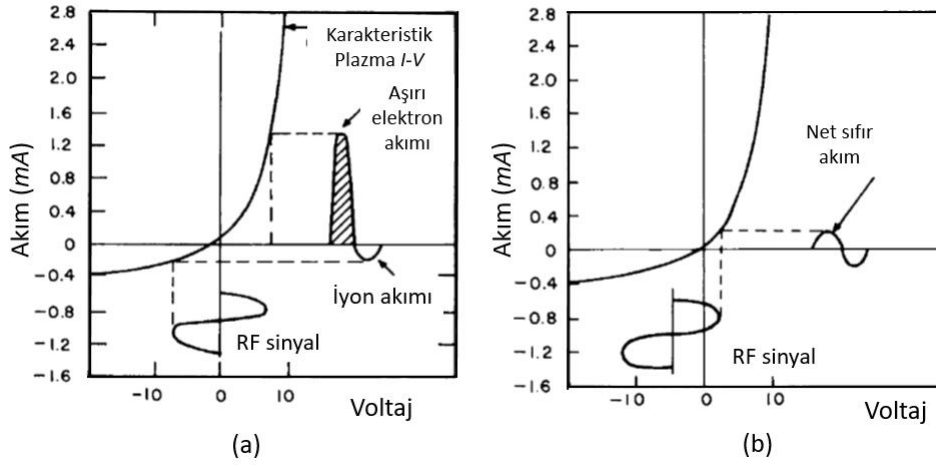 2.8
2.4
2.0
1.6
1.2
0.8
0.4
0
−0.4
−0.8
−1.2
−1.6
Akım (mA)
Karakteristik
Plazma I-V
Aşırı
elektron
akımı
İyon akımı
RF sinyal
-10 0 10
Voltaj
(a)
2.8
2.4
2.0
1.6
1.2
0.8
0.4
0
−0.4
−0.8
−1.2
−1.6
Akım (mA)
Net sıfır
akım
RF sinyal
−10 0 10
Voltaj
(b)